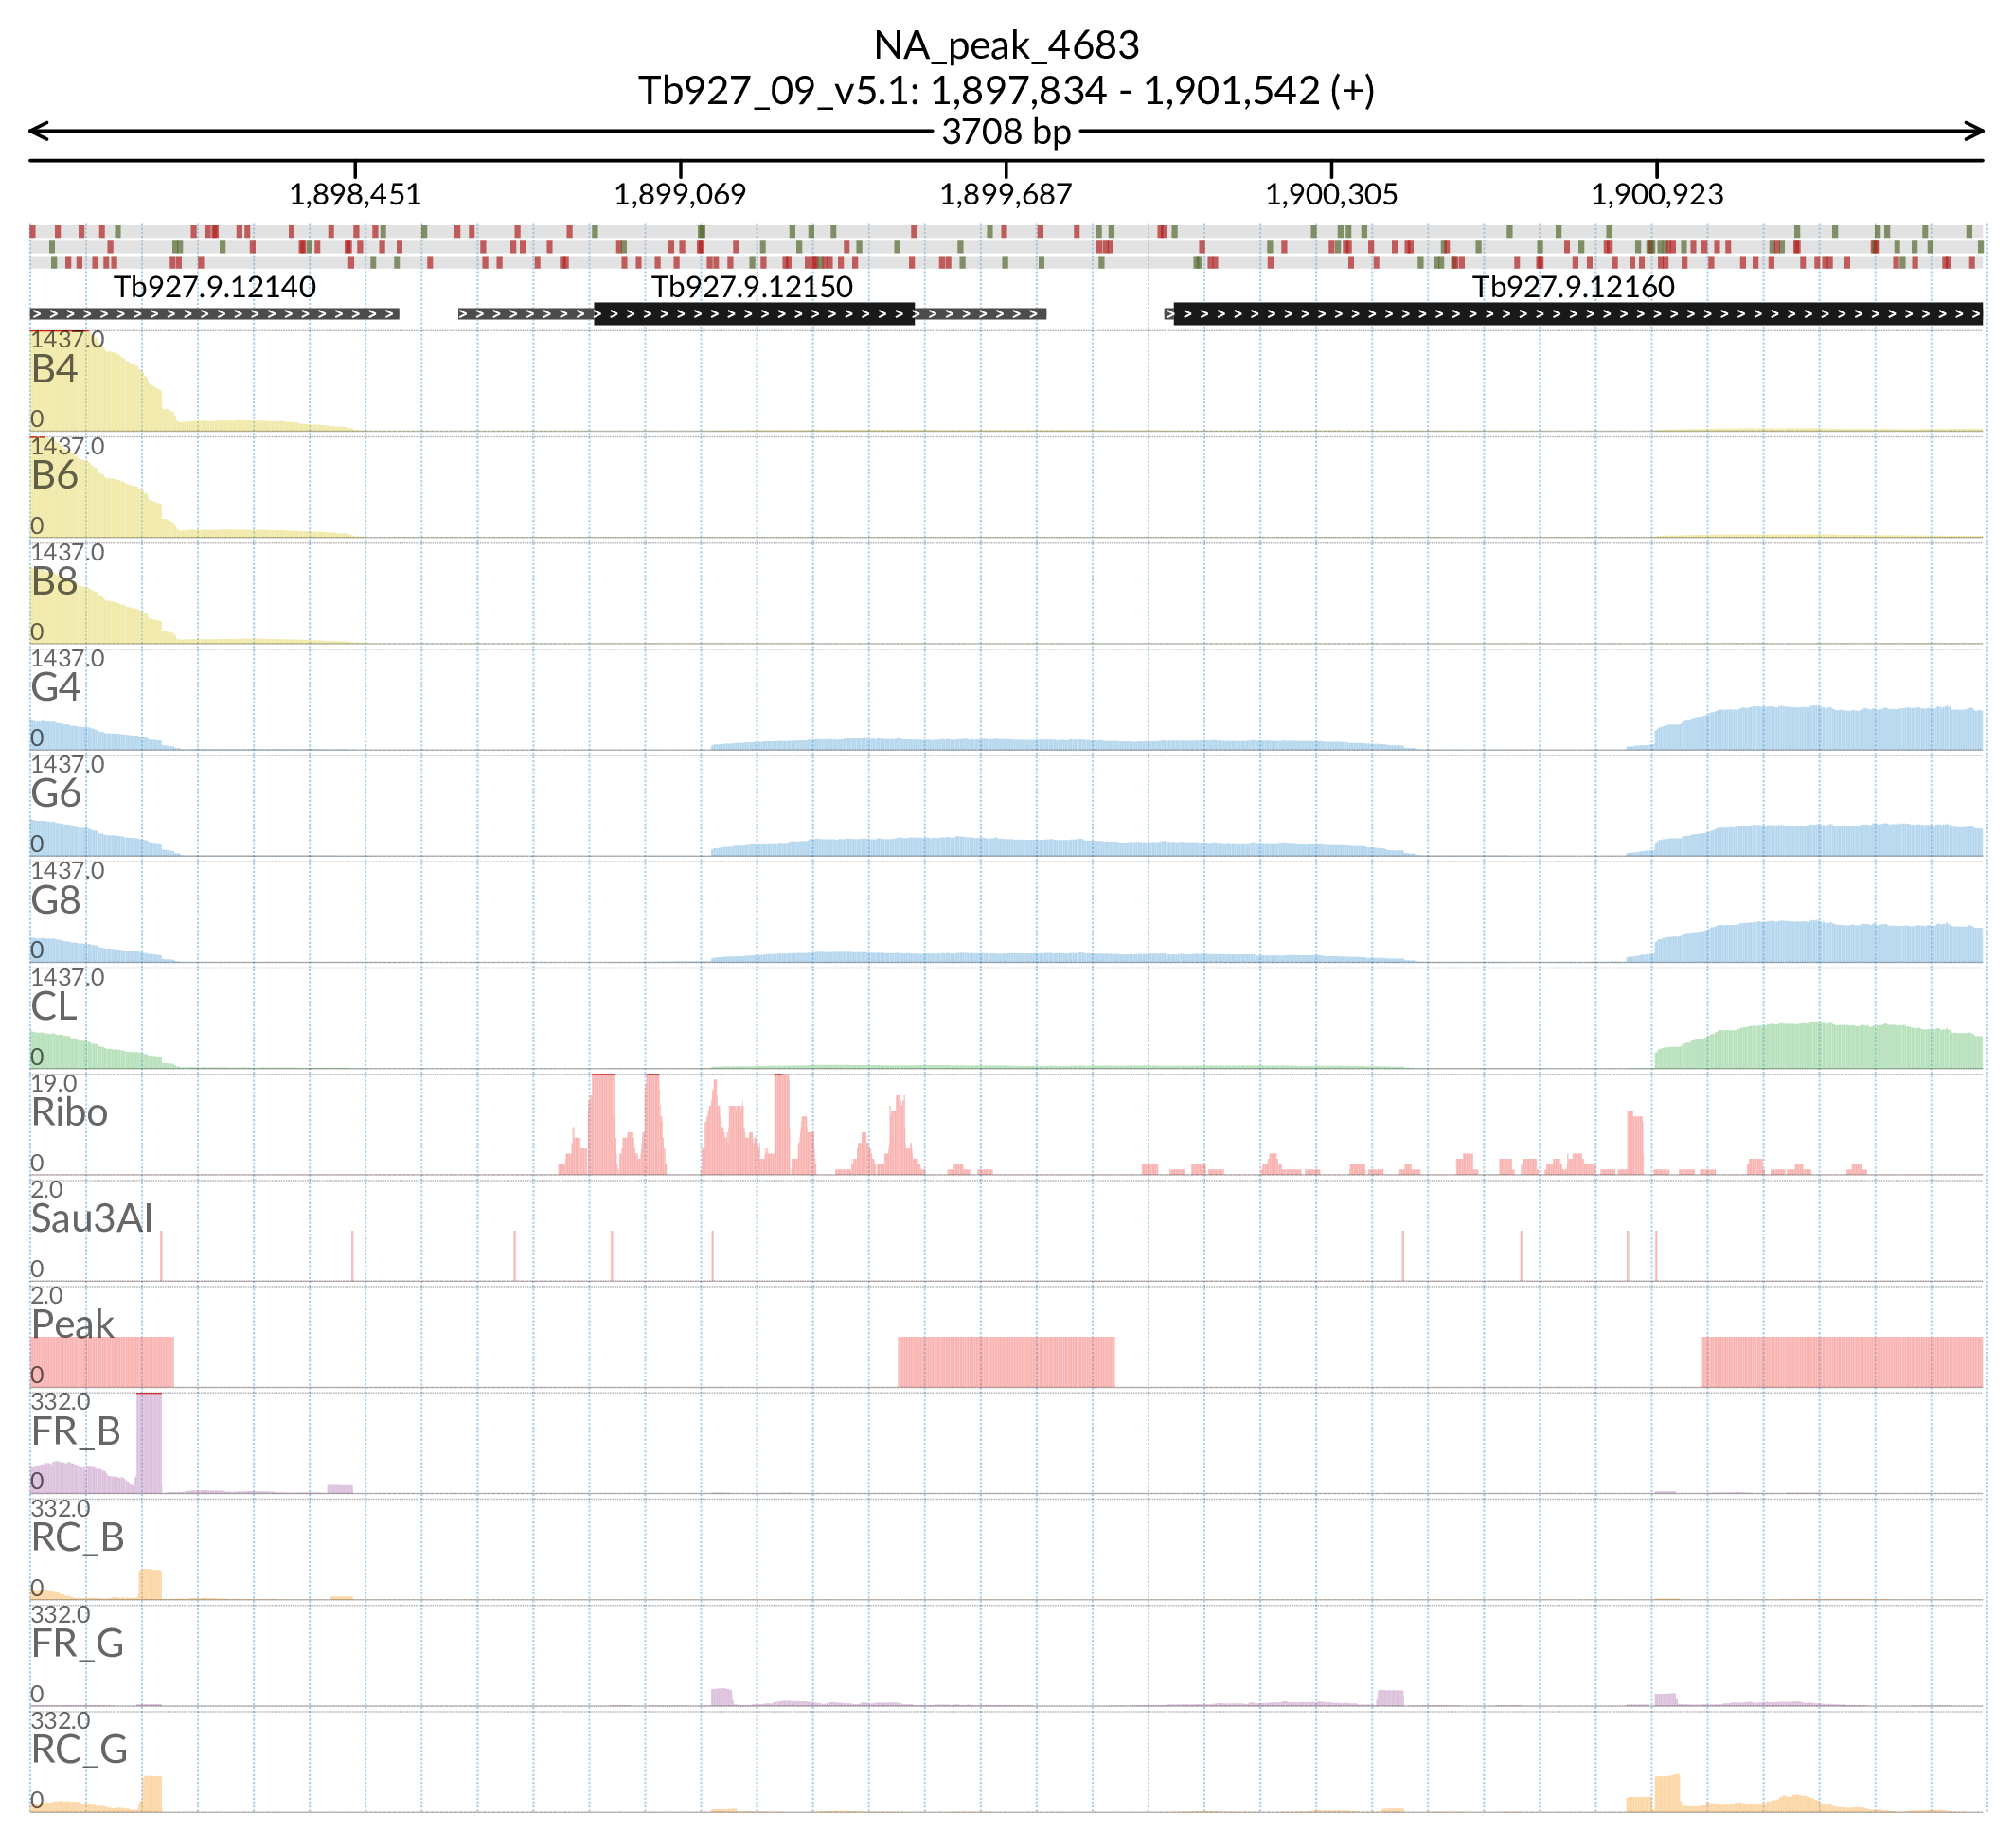 NA_peak_4683
Tb927_09_v5.1: 1,897,834 - 1,901,542 (+)
3708 bp
1,898,451 1,899,069 1,899,687 1,900,305 1,900,923
Tb927.9.12140 Tb927.9.12150 Tb927.9.12160
1437.0
B4
0
1437.0
B6
0
1437.0
B8
0
1437.0
G4
0
1437.0
G6
0
1437.0
G8
0
1437.0
CL
0
19.0
Ribo
0
2.0
Sau3AI
0
2.0
Peak
0
332.0
FR_B
0
332.0
RC_B
0
332.0
FR_G
0
332.0
RC_G
0